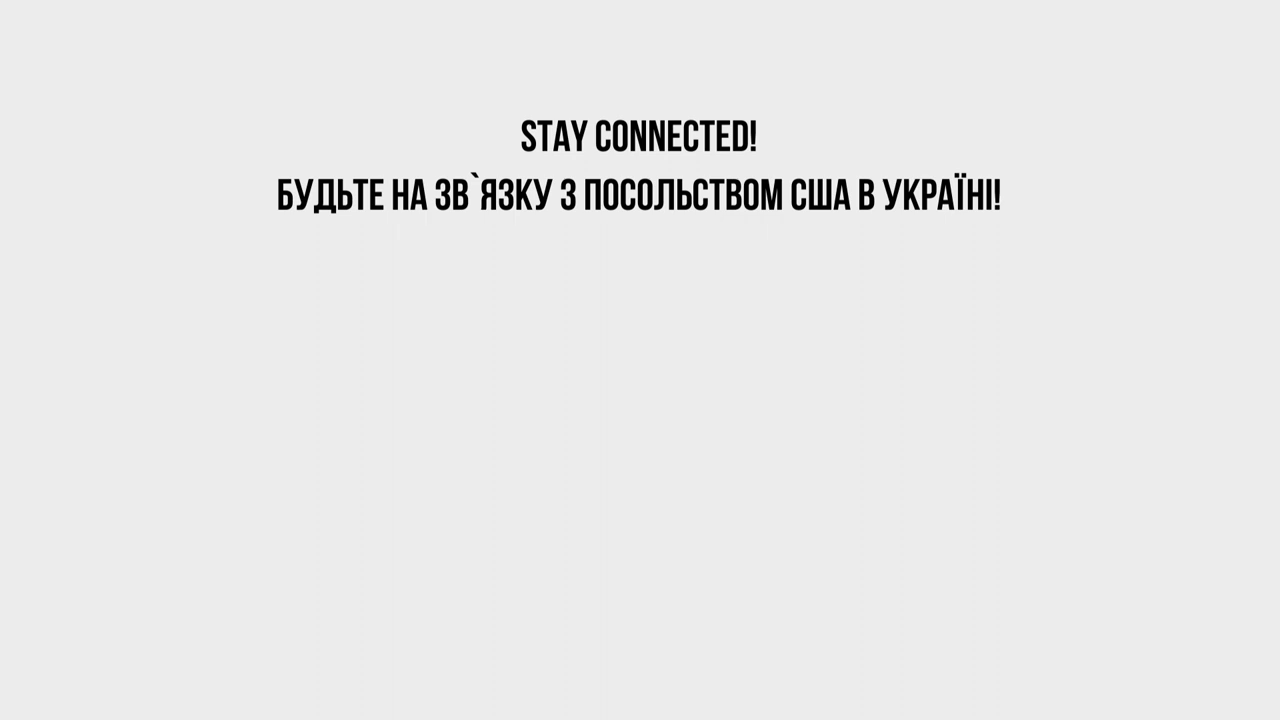 STAY CONNECTED!
БУДЬТЕ НА ЗВ`ЯЗКУ З ПОСОЛЬСТВОМ США В УКРАЇНІ!